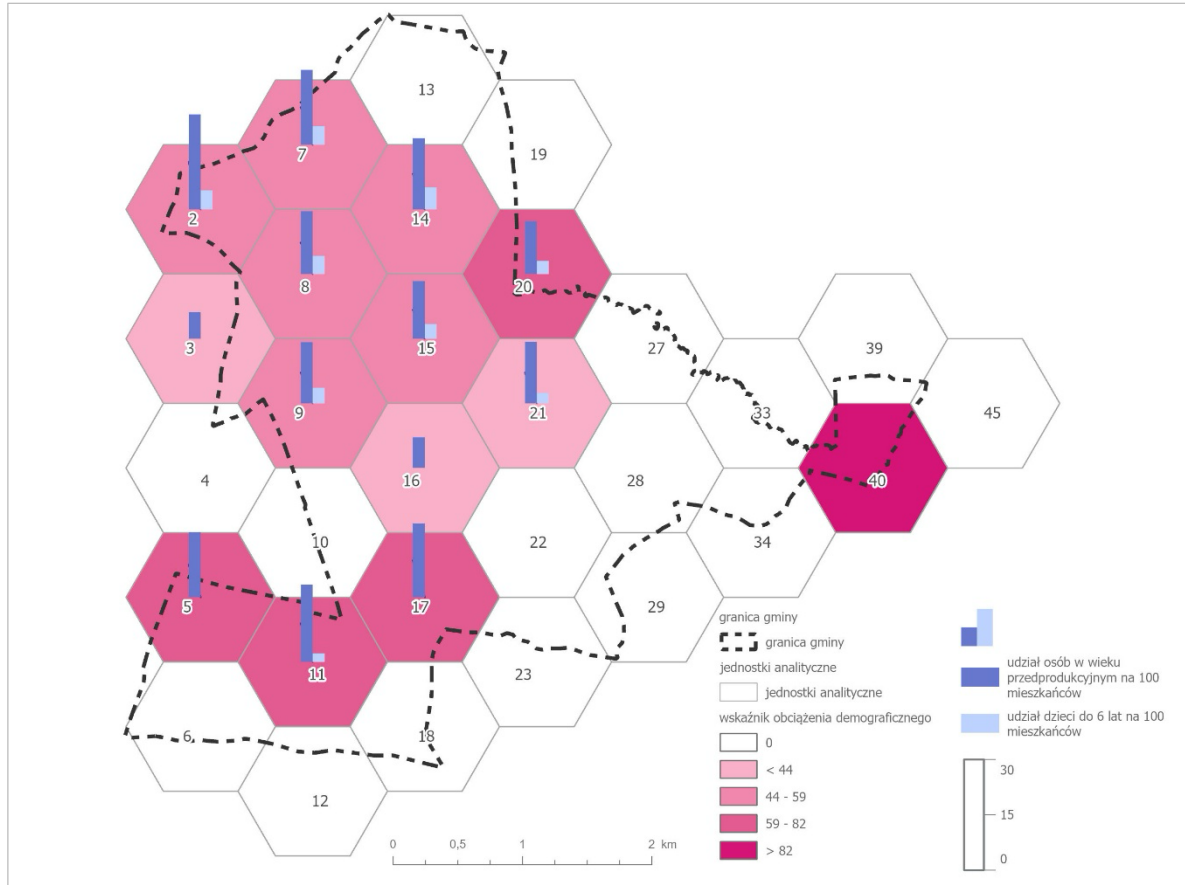 13
7
19
2
14
8
20
3
15
27
39
9
21
33
45
4
16
28
40
10
22
34
5
17
29
11
23
6
18
12
granica gminy
granica gminy
jednostki analityczne
jednostki analityczne
wskaźnik obciążenia demograficznego
0
< 44
44 - 59
59 - 82
> 82
udział osób w wieku
przedprodukcyjnym na 100
mieszkańców
udział dzieci do 6 lat na 100
mieszkańców
30
15
0
0 0,5 1 2 km